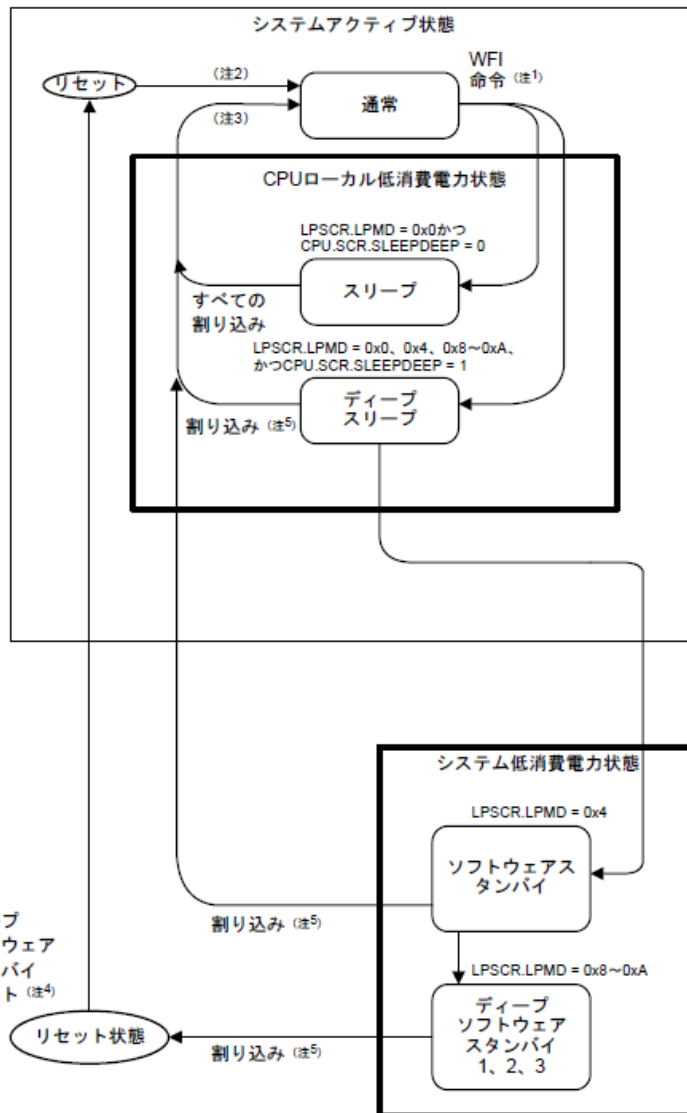 システムアクティブ状態
リセット
(注2)
(注3)
通常
WFI
命令 (注1)
CPUローカル低消費電力状態
LPSCR.LPMD = 0x0かつ
CPU.SCR.SLEEPDEEP = 0
スリープ
すべての
割り込み
LPSCR.LPMD = 0x0、0x4、0x8～0xA、
かつCPU.SCR.SLEEPDEEP = 1
ディープ
スリープ
割り込み (注5)
システム低消費電力状態
LPSCR.LPMD = 0x4
ソフトウェアス
タンバイ
割り込み (注5)
LPSCR.LPMD = 0x8～0xA
ディープ
ソフトウェア
スタンバイ
1、2、3
プ
ウェア
バイ
ト (注4)
リセット状態
割り込み (注5)